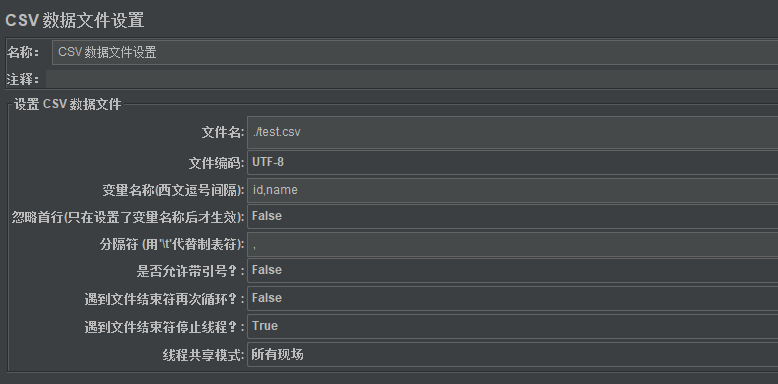 CSV 数据文件设置
名称： CSV 数据文件设置
注释：
设置 CSV 数据文件
文件名: ./test.csv
文件编码: UTF-8
变量名称(西文逗号间隔): id,name
忽略首行(只在设置了变量名称后才生效): False
分隔符 (用'\t'代替制表符): ,
是否允许带引号？: False
遇到文件结束符再次循环？: False
遇到文件结束符停止线程？: True
线程共享模式: 所有现场